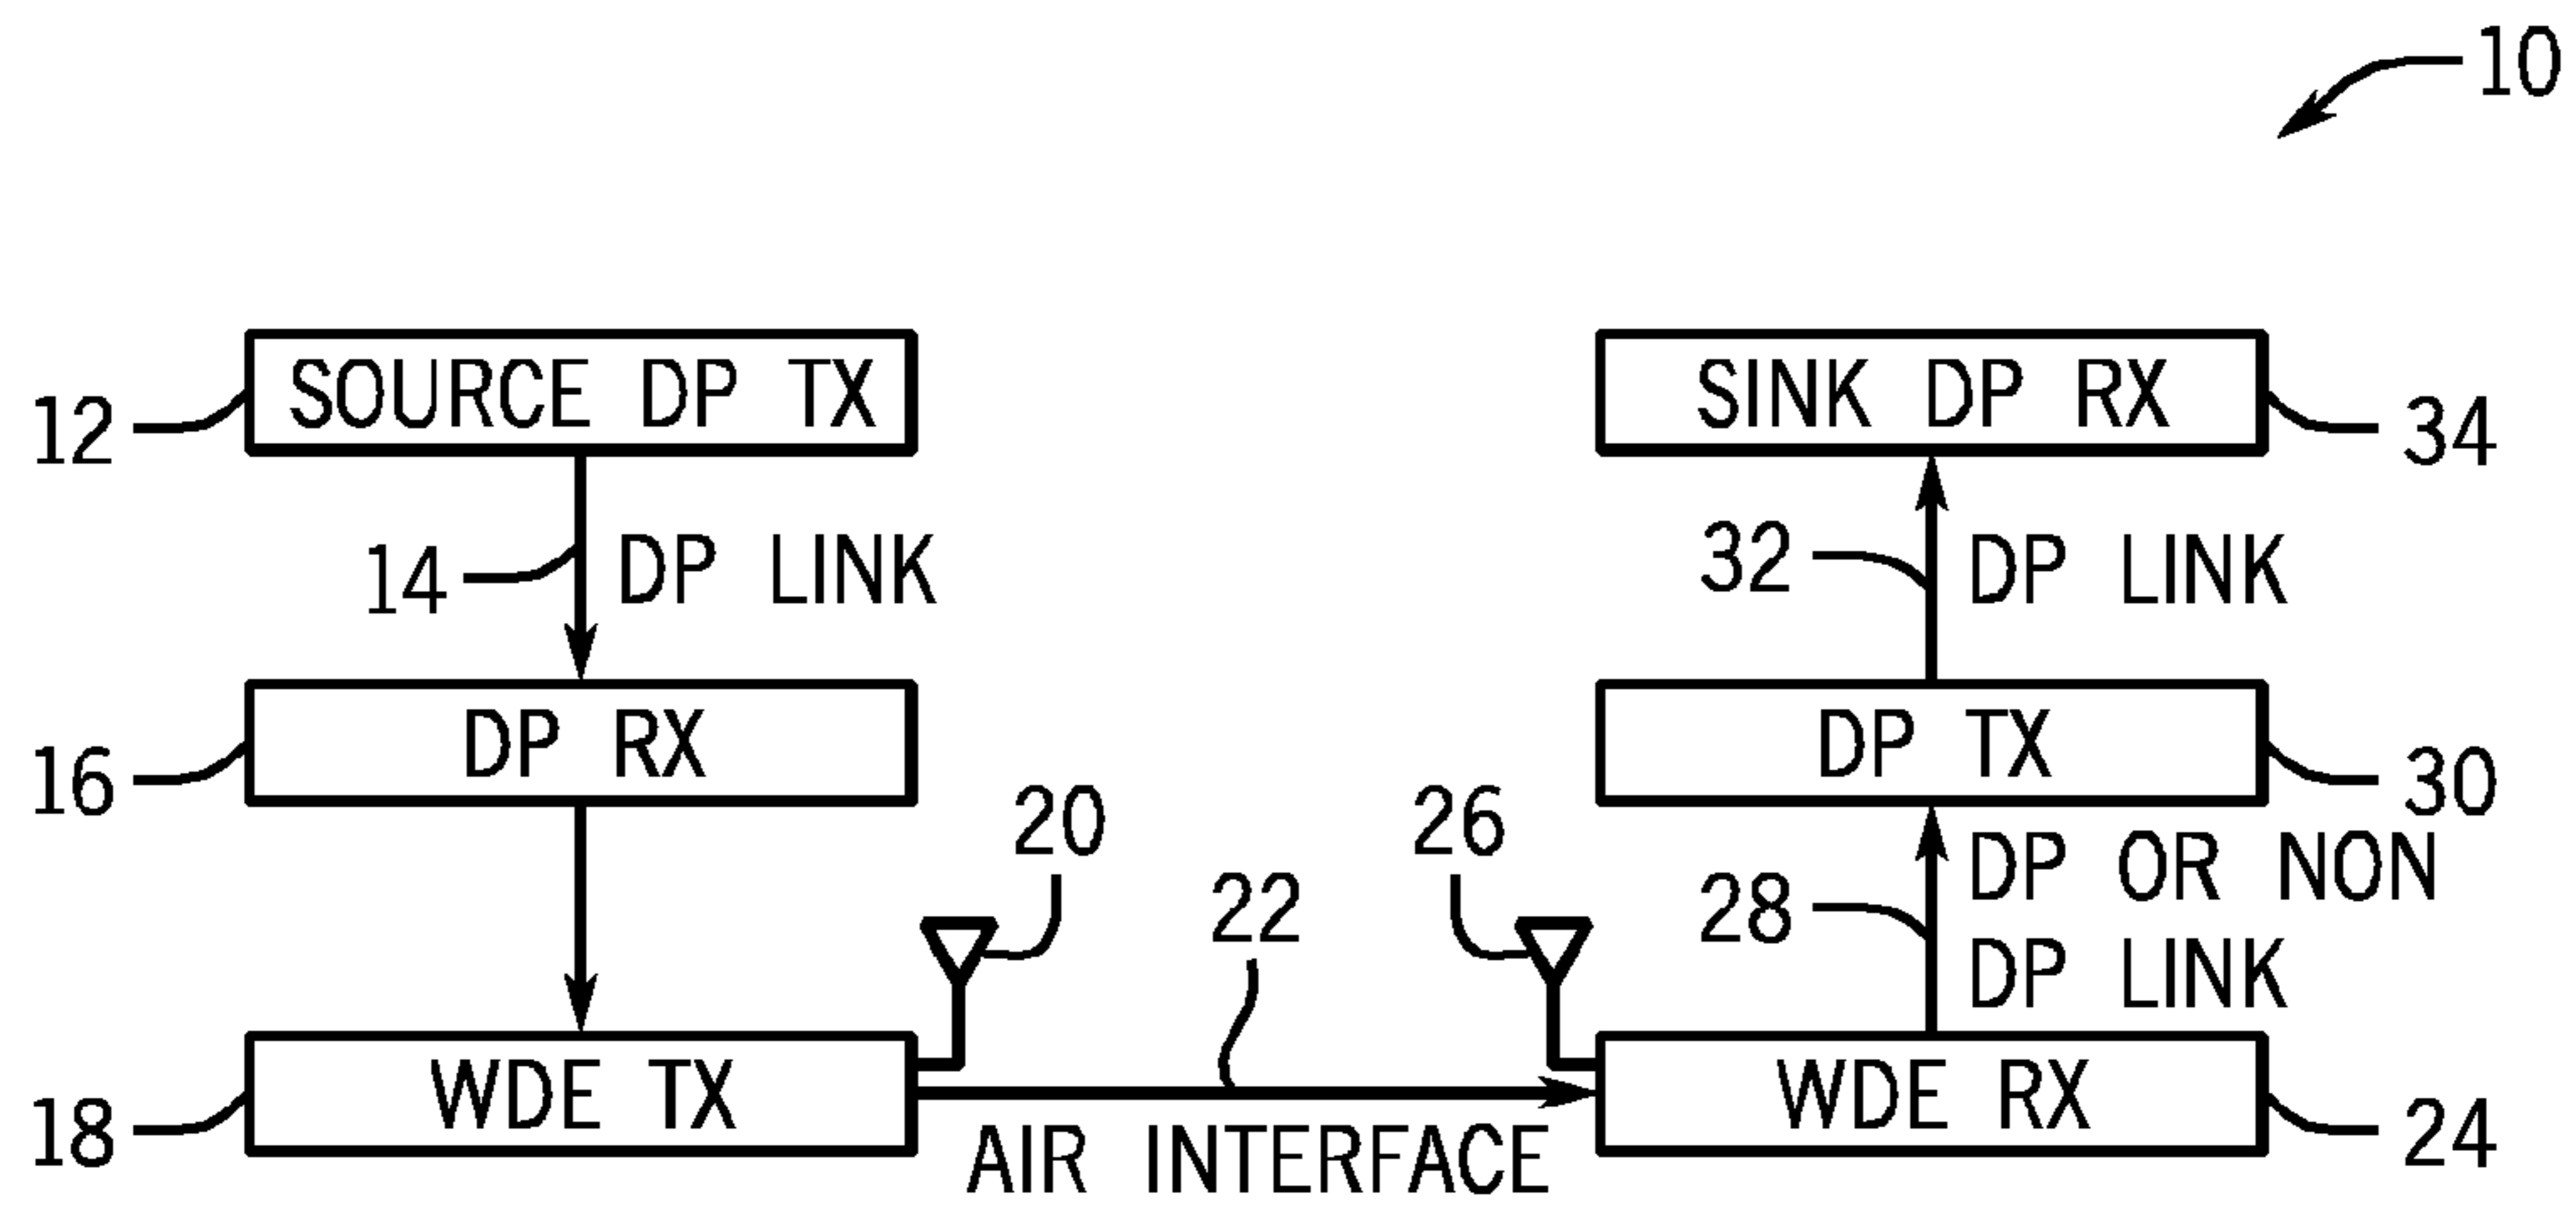 10
SOURCE DP TX
SINK DP RX
12
34
14
DP LINK
32
DP LINK
DP RX
DP TX
16
30
20
26
22
28
DP OR NON
DP LINK
WDE TX
WDE RX
18
24
AIR INTERFACE